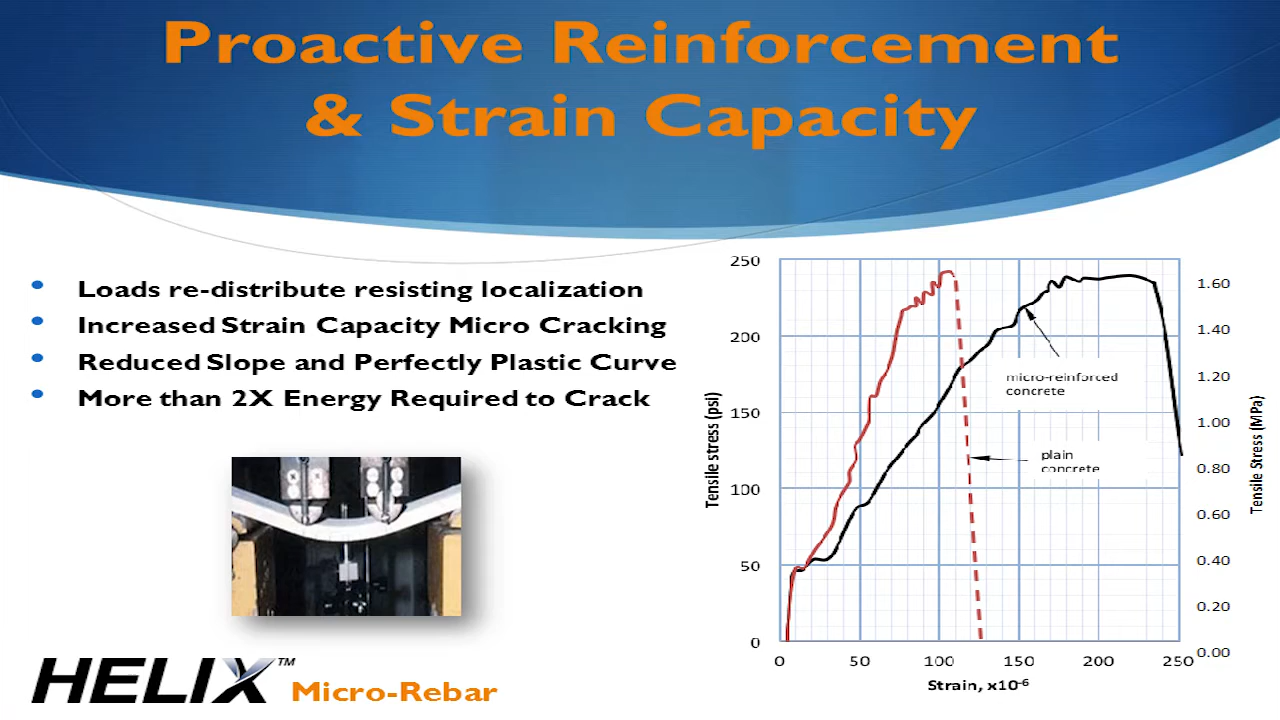 Proactive Reinforcement
& Strain Capacity
• Loads re-distribute resisting localization
• Increased Strain Capacity Micro Cracking
• Reduced Slope and Perfectly Plastic Curve
• More than 2X Energy Required to Crack
HELIX™ Micro-Rebar
Tensile stress (psi)
250
200
150
100
50
0
micro-reinforced
concrete
plain
concrete
0 50 100 150 200 250
Strain, x10⁻⁶
1.60
1.40
1.20
1.00
0.80
0.60
0.40
0.20
0.00
Tensile Stress (MPa)